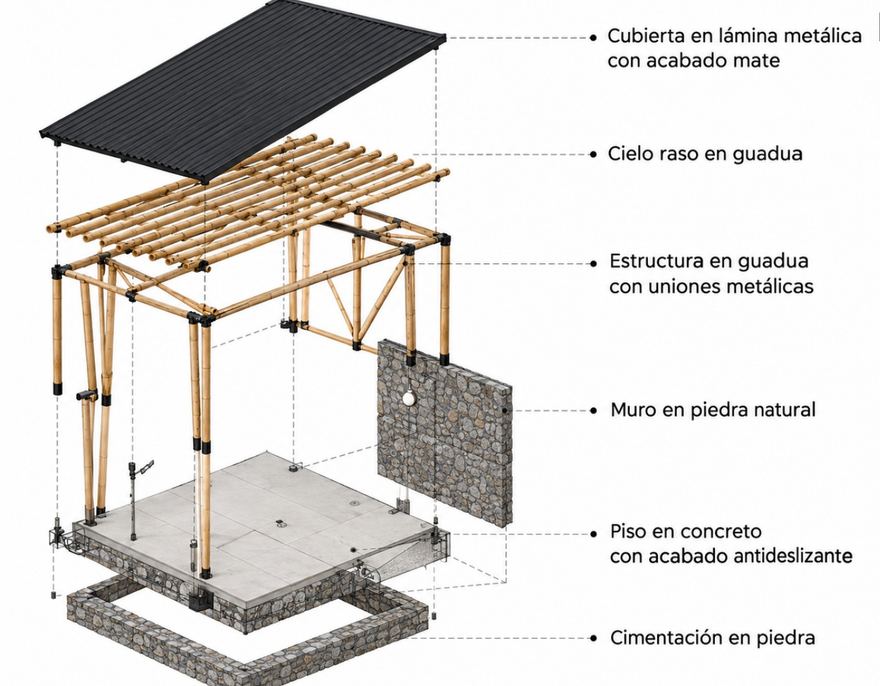 Cubierta en lámina metálica
con acabado mate
Cielo raso en guadua
Estructura en guadua
con uniones metálicas
Muro en piedra natural
Piso en concreto
con acabado antideslizante
Cimentación en piedra